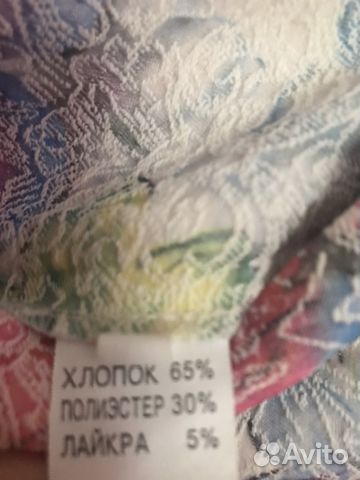 ХЛОПОК 65%
ПОЛИЭСТЕР 30%
ЛАЙКРА 5%
Avito